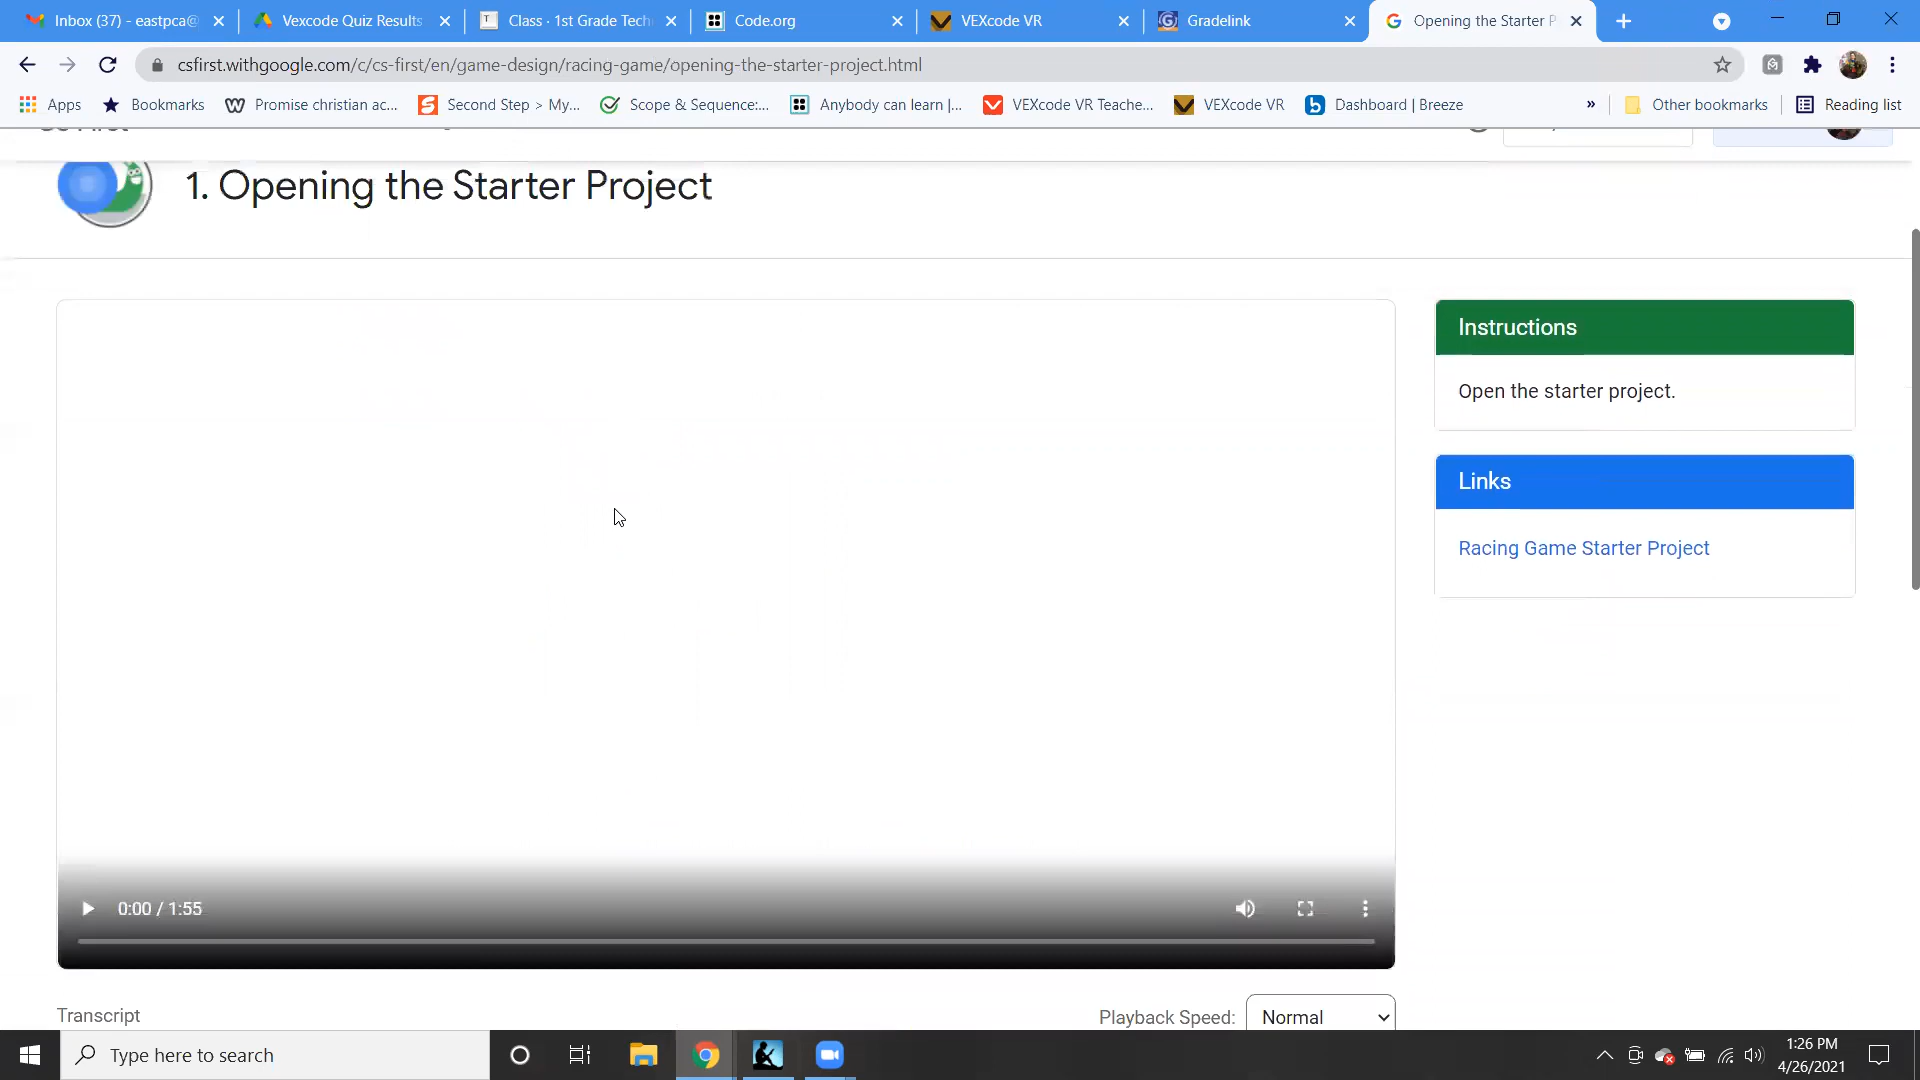 Inbox (37) - eastpca@
Vexcode Quiz Results
Class · 1st Grade Tech
Code.org
VEXcode VR
Gradelink
Opening the Starter P
csfirst.withgoogle.com/c/cs-first/en/game-design/racing-game/opening-the-starter-project.html
Apps
Bookmarks
Promise christian ac...
Second Step > My...
Scope & Sequence:...
Anybody can learn |...
VEXcode VR Teache...
VEXcode VR
Dashboard | Breeze
»
Other bookmarks
Reading list
1. Opening the Starter Project
Instructions
Open the starter project.
Links
Racing Game Starter Project
0:00 / 1:55
Transcript
Playback Speed:
Normal
Type here to search
1:26 PM
4/26/2021